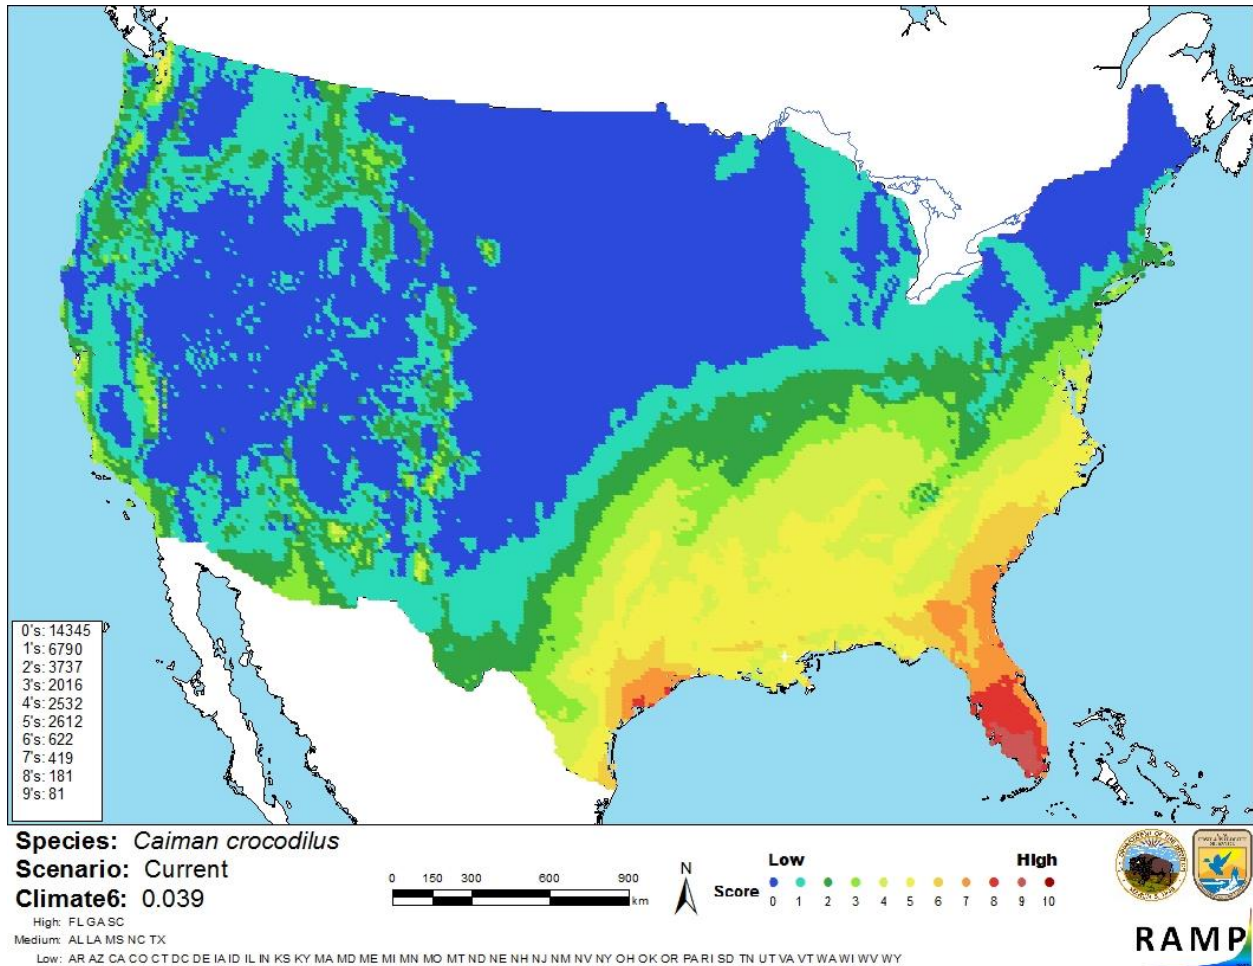 0's: 14345
1's: 6790
2's: 3737
3's: 2016
4's: 2532
5's: 2612
6's: 622
7's: 419
8's: 181
9's: 81
Species: Caiman crocodilus
Scenario: Current
Climate6: 0.039
High: FL GA SC
Medium: AL LA MS NC TX
Low: AR AZ CA CO CT DC DE IA ID IL IN KS KY MA MD ME MI MN MO MT ND NE NH NJ NM NV NY OH OK OR PA RI SD TN UT VA VT WA WI WV WY
0 150 300 600 900
km
N
Low High
Score
0 1 2 3 4 5 6 7 8 9 10
RAMP